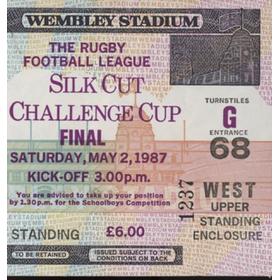 WEMBLEY STADIUM
THE RUGBY
FOOTBALL LEAGUE
SILK CUT
CHALLENGE CUP
FINAL
SATURDAY, MAY 2, 1987
KICK-OFF 3.00p.m.
You are advised to take up your position
by 1.30p.m. for the Schoolboys Competition
STANDING £6.00
TO BE RETAINED
ISSUED SUBJECT TO THE
CONDITIONS ON BACK
TURNSTILES
G
ENTRANCE
68
WEST
UPPER
STANDING
ENCLOSURE